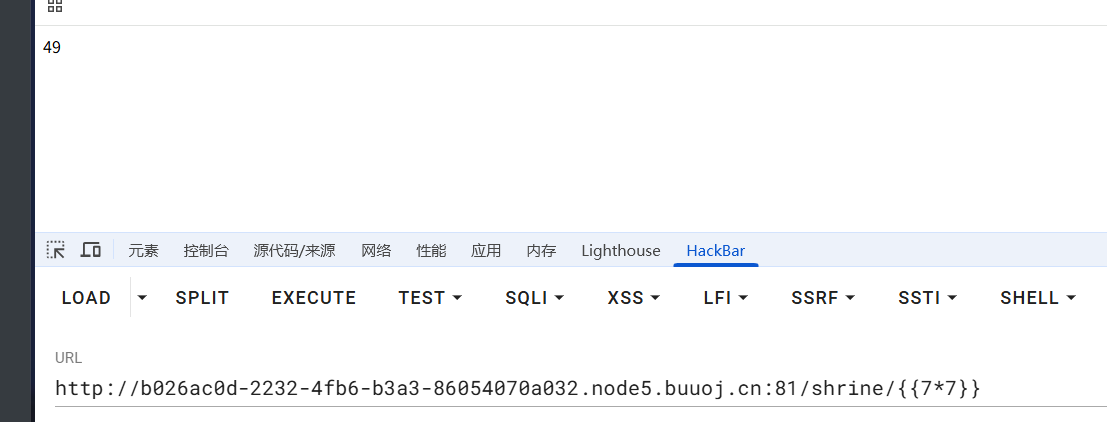 49
元素 控制台 源代码/来源 网络 性能 应用 内存 Lighthouse HackBar
LOAD SPLIT EXECUTE TEST SQLI XSS LFI SSRF SSTI SHELL
URL
http://b026ac0d-2232-4fb6-b3a3-86054070a032.node5.buuoj.cn:81/shrine/{{7*7}}